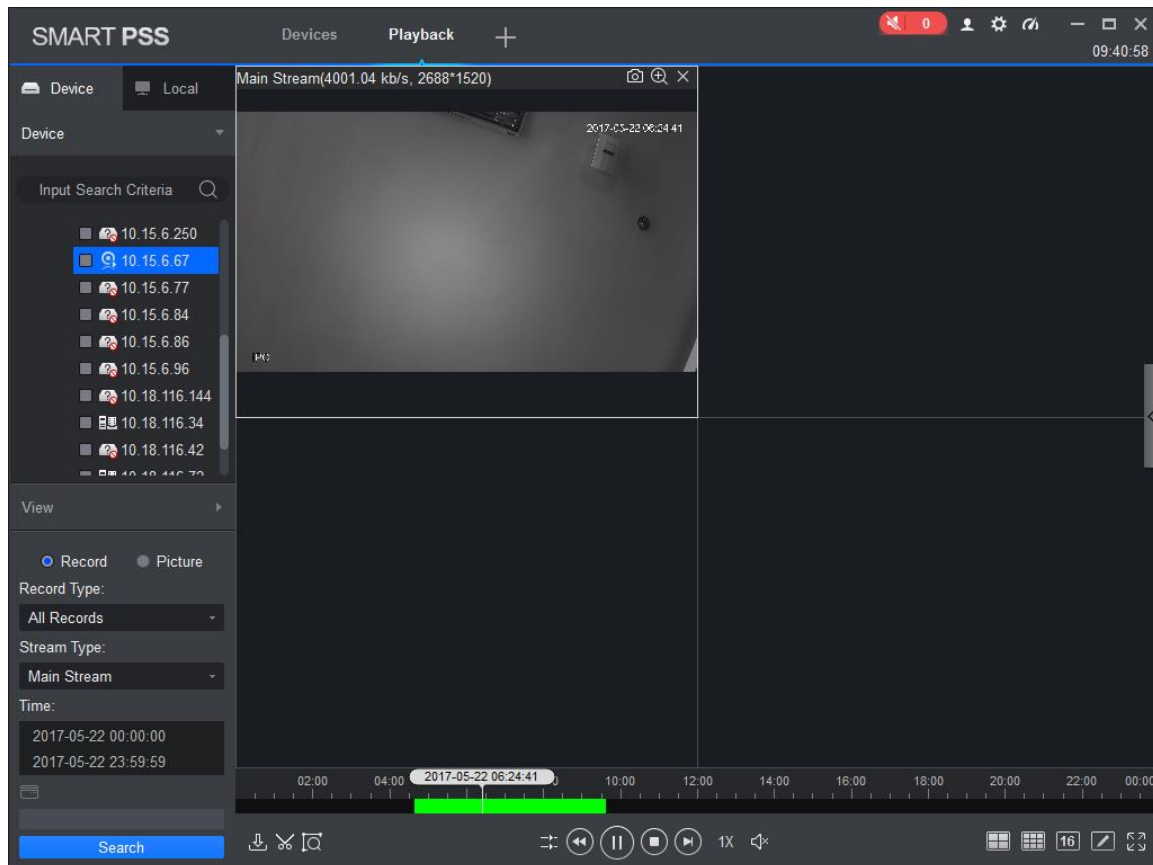 SMART PSS
Devices
Playback
0
09:40:58
Device
Local
Device
Input Search Criteria
10.15.6.250
10.15.6.67
10.15.6.77
10.15.6.84
10.15.6.86
10.15.6.96
10.18.116.144
10.18.116.34
10.18.116.42
View
Record
Picture
Record Type:
All Records
Stream Type:
Main Stream
Time:
2017-05-22 00:00:00
2017-05-22 23:59:59
Search
Main Stream(4001.04 kb/s, 2688*1520)
2017-05-22 06:24:41
IPC
02:00 04:00 2017-05-22 06:24:41 10:00 12:00 14:00 16:00 18:00 20:00 22:00 00:00
1X
16